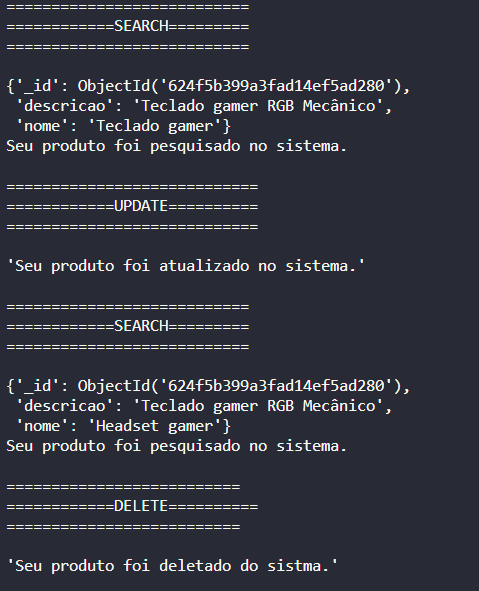 ===========================
============SEARCH=========
===========================
{'_id': ObjectId('624f5b399a3fad14ef5ad280'),
 'descricao': 'Teclado gamer RGB Mecânico',
 'nome': 'Teclado gamer'}
Seu produto foi pesquisado no sistema.
============================
============UPDATE==========
============================
'Seu produto foi atualizado no sistema.'
===========================
============SEARCH=========
===========================
{'_id': ObjectId('624f5b399a3fad14ef5ad280'),
 'descricao': 'Teclado gamer RGB Mecânico',
 'nome': 'Headset gamer'}
Seu produto foi pesquisado no sistema.
==========================
============DELETE==========
==========================
'Seu produto foi deletado do sistma.'